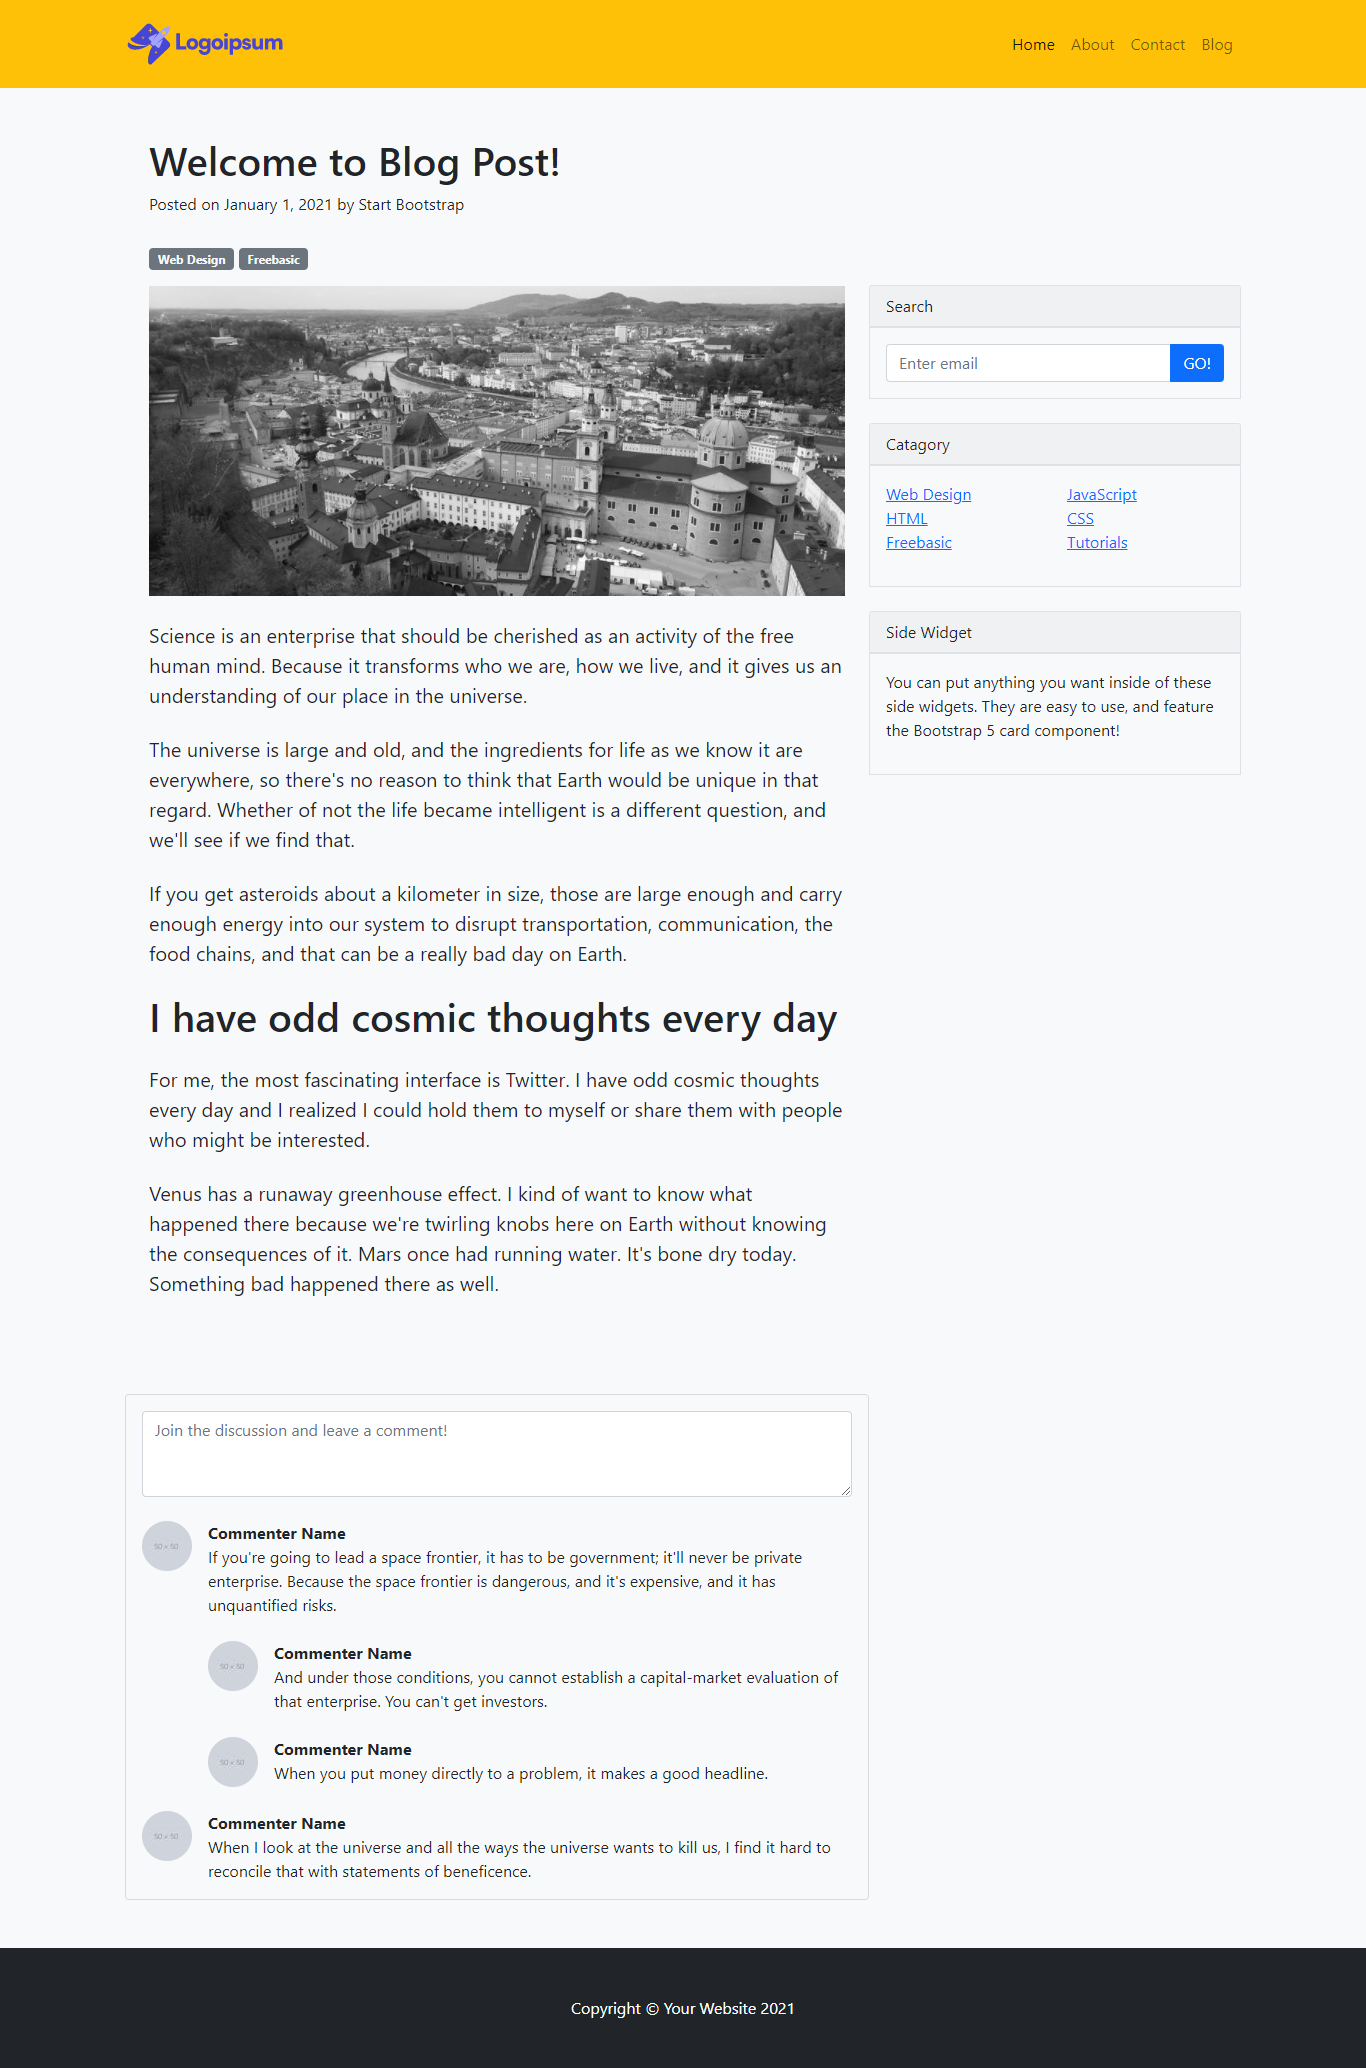 Logoipsum
Home About Contact Blog
Welcome to Blog Post!
Posted on January 1, 2021 by Start Bootstrap
Web Design Freebasic
Science is an enterprise that should be cherished as an activity of the free
human mind. Because it transforms who we are, how we live, and it gives us an
understanding of our place in the universe.
The universe is large and old, and the ingredients for life as we know it are
everywhere, so there's no reason to think that Earth would be unique in that
regard. Whether of not the life became intelligent is a different question, and
we'll see if we find that.
If you get asteroids about a kilometer in size, those are large enough and carry
enough energy into our system to disrupt transportation, communication, the
food chains, and that can be a really bad day on Earth.
I have odd cosmic thoughts every day
For me, the most fascinating interface is Twitter. I have odd cosmic thoughts
every day and I realized I could hold them to myself or share them with people
who might be interested.
Venus has a runaway greenhouse effect. I kind of want to know what
happened there because we're twirling knobs here on Earth without knowing
the consequences of it. Mars once had running water. It's bone dry today.
Something bad happened there as well.
Search
Enter email GO!
Catagory
Web Design JavaScript
HTML CSS
Freebasic Tutorials
Side Widget
You can put anything you want inside of these
side widgets. They are easy to use, and feature
the Bootstrap 5 card component!
Join the discussion and leave a comment!
50 x 50
Commenter Name
If you're going to lead a space frontier, it has to be government; it'll never be private
enterprise. Because the space frontier is dangerous, and it's expensive, and it has
unquantified risks.
50 x 50
Commenter Name
And under those conditions, you cannot establish a capital-market evaluation of
that enterprise. You can't get investors.
50 x 50
Commenter Name
When you put money directly to a problem, it makes a good headline.
50 x 50
Commenter Name
When I look at the universe and all the ways the universe wants to kill us, I find it hard to
reconcile that with statements of beneficence.
Copyright © Your Website 2021